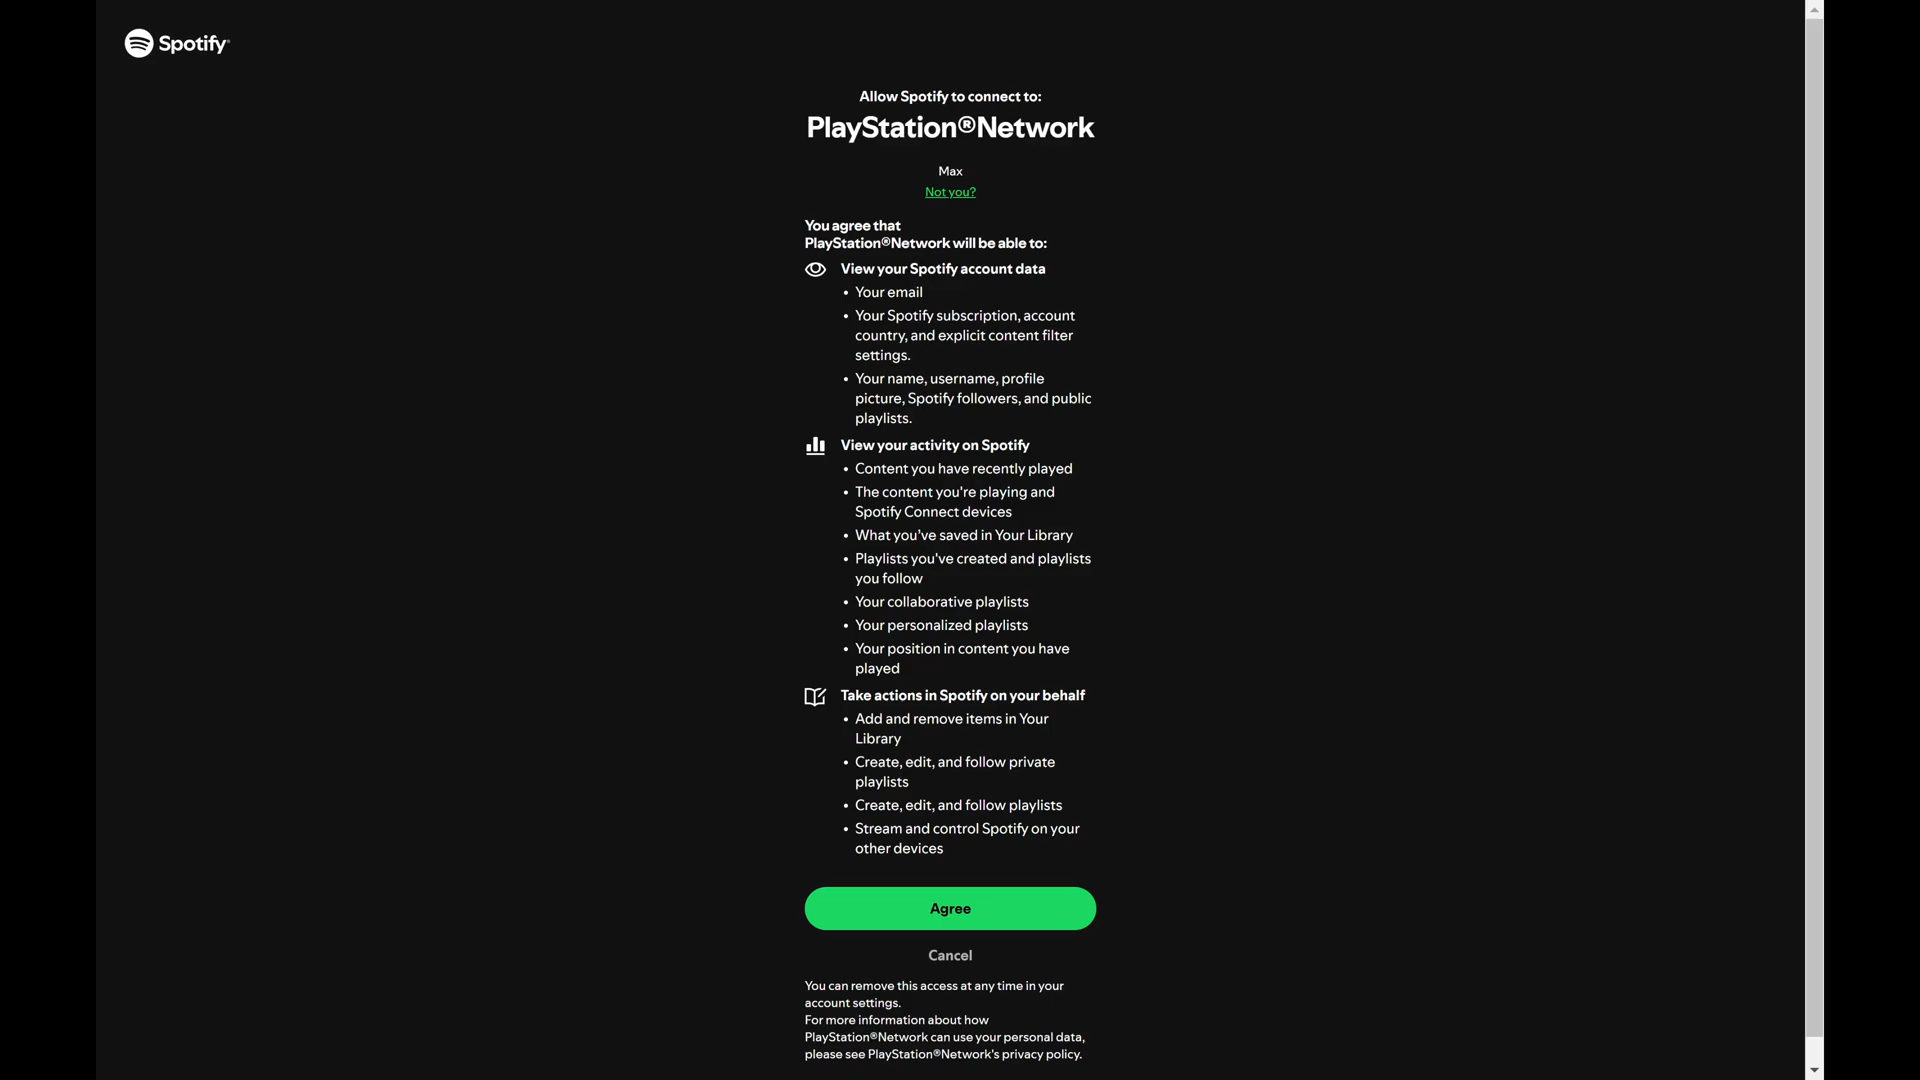 Spotify®
Allow Spotify to connect to:
PlayStation®Network
Max
Not you?
You agree that
PlayStation®Network will be able to:
View your Spotify account data
• Your email
• Your Spotify subscription, account
country, and explicit content filter
settings.
• Your name, username, profile
picture, Spotify followers, and public
playlists.
View your activity on Spotify
• Content you have recently played
• The content you're playing and
Spotify Connect devices
• What you’ve saved in Your Library
• Playlists you've created and playlists
you follow
• Your collaborative playlists
• Your personalized playlists
• Your position in content you have
played
Take actions in Spotify on your behalf
• Add and remove items in Your
Library
• Create, edit, and follow private
playlists
• Create, edit, and follow playlists
• Stream and control Spotify on your
other devices
Agree
Cancel
You can remove this access at any time in your
account settings.
For more information about how
PlayStation®Network can use your personal data,
please see PlayStation®Network's privacy policy.